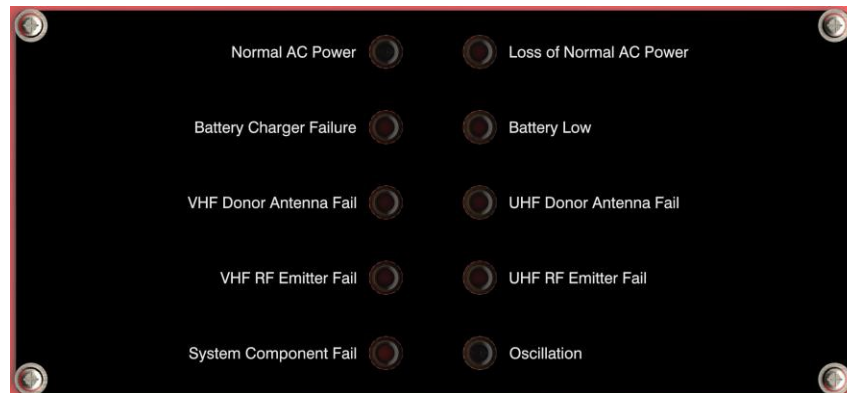 Normal AC Power
Loss of Normal AC Power
Battery Charger Failure
Battery Low
VHF Donor Antenna Fail
UHF Donor Antenna Fail
VHF RF Emitter Fail
UHF RF Emitter Fail
System Component Fail
Oscillation